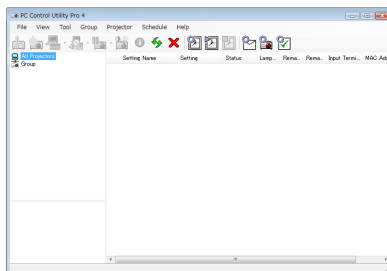 PC Control Utility Pro 4
File View Tool Group Projector Schedule Help
All Projectors
Group
Setting Name Setting Status Lamp... Rema... Rema... Input Termi... MAC Add